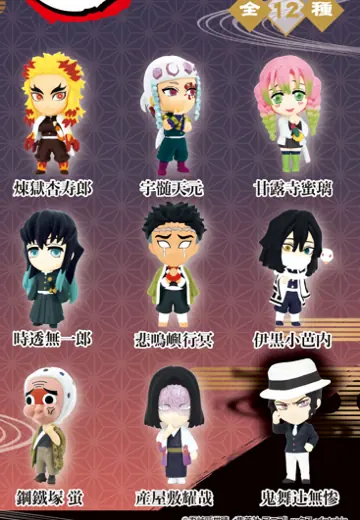 全12種
煉獄杏寿郎
宇髄天元
甘露寺蜜璃
時透無一郎
悲鳴嶼行冥
伊黒小芭内
鋼鐵塚 蛍
産屋敷耀哉
鬼舞辻無惨